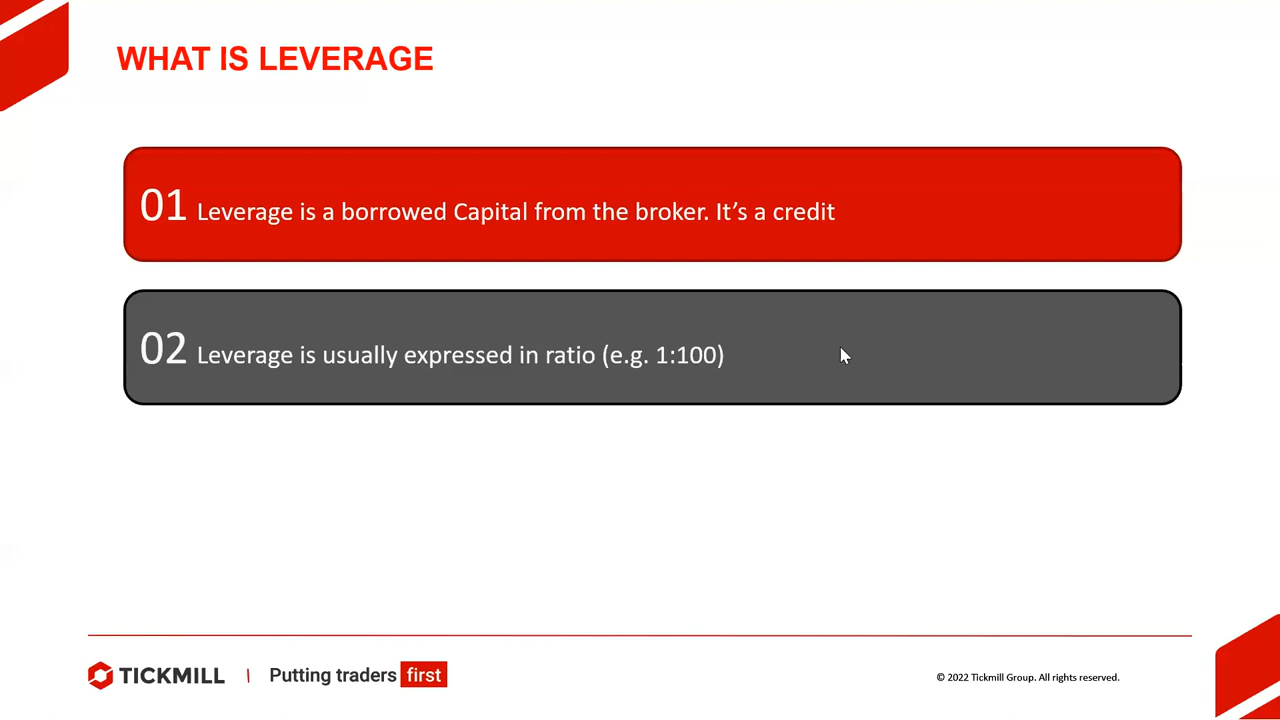 WHAT IS LEVERAGE
01 Leverage is a borrowed Capital from the broker. It’s a credit
02 Leverage is usually expressed in ratio (e.g. 1:100)
TICKMILL | Putting traders first
© 2022 Tickmill Group. All rights reserved.